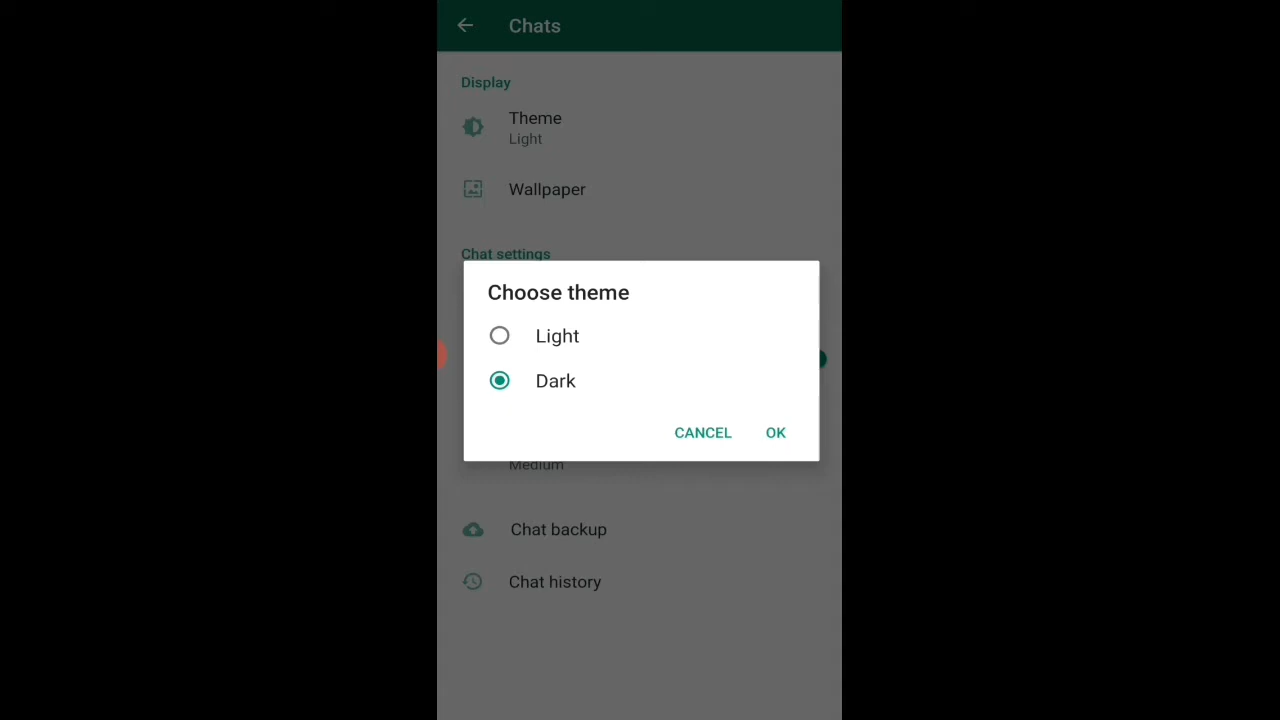 Chats
Display
Theme
Light
Wallpaper
Chat settings
Choose theme
Light
Dark
CANCEL OK
Medium
Chat backup
Chat history